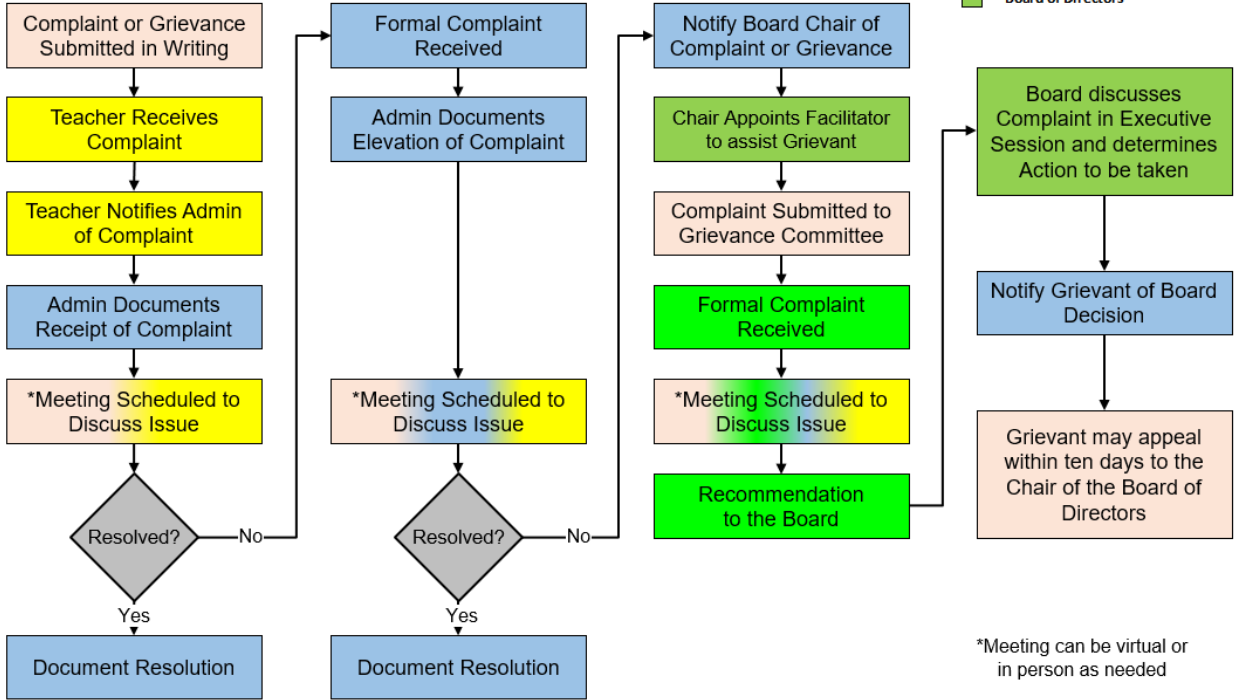 Complaint or Grievance
Submitted in Writing
Teacher Receives
Complaint
Teacher Notifies Admin
of Complaint
Admin Documents
Receipt of Complaint
*Meeting Scheduled to
Discuss Issue
Resolved?
No
Yes
Document Resolution
Formal Complaint
Received
Admin Documents
Elevation of Complaint
*Meeting Scheduled to
Discuss Issue
Resolved?
No
Yes
Document Resolution
Notify Board Chair of
Complaint or Grievance
Chair Appoints Facilitator
to assist Grievant
Complaint Submitted to
Grievance Committee
Formal Complaint
Received
*Meeting Scheduled to
Discuss Issue
Recommendation
to the Board
Board of Directors
Board discusses
Complaint in Executive
Session and determines
Action to be taken
Notify Grievant of Board
Decision
Grievant may appeal
within ten days to the
Chair of the Board of
Directors
*Meeting can be virtual or
in person as needed